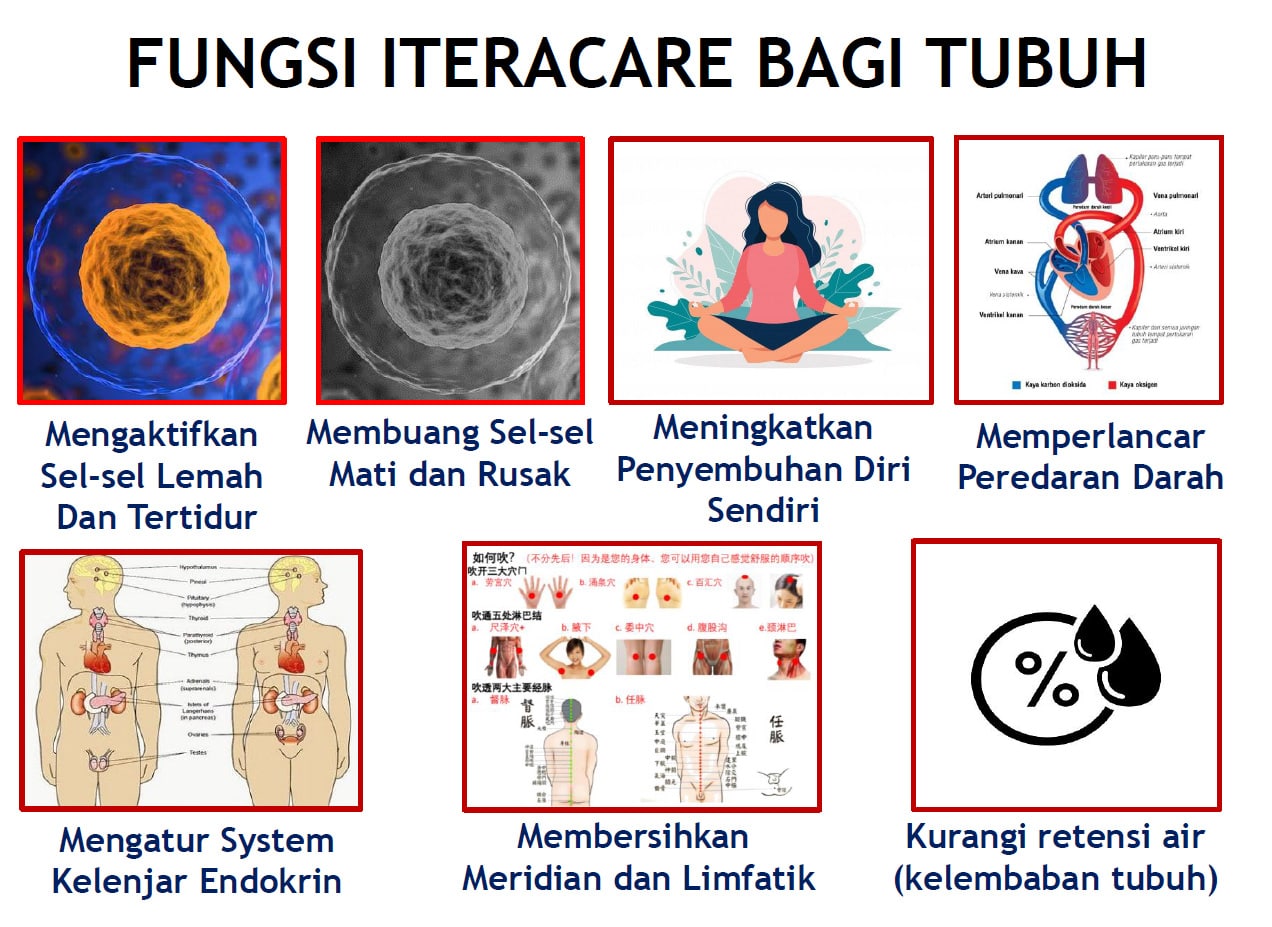 FUNGSI ITERACARE BAGI TUBUH
Kapiler paru-paru tempat
pertukaran gas terjadi
Arteri pulmonari
Vena pulmonari
Peredaran darah kecil
Aorta
Atrium kiri
Atrium kanan
Ventrikel kiri
Arteri sistemik
Vena kava
Vena sistemik
Peredaran darah besar
Ventrikel kanan
Kapiler dari semua jaringan
tubuh tempat pertukaran
gas terjadi
Kaya karbon dioksida
Kaya oksigen
Mengaktifkan
Sel-sel Lemah
Dan Tertidur
Membuang Sel-sel
Mati dan Rusak
Meningkatkan
Penyembuhan Diri
Sendiri
Memperlancar
Peredaran Darah
Hypothalamus
Pineal
Pituitary
(hypophysis)
Thyroid
Parathyroid
(posterior)
Thymus
Adrenals
(suprarenals)
Islets of
Langerhans
(in pancreas)
Ovaries
Testes
如何吹? (不分先后! 因为是您的身体、您可以用您自己感觉舒服的顺序吹)
吹开三大穴门
a. 劳宫穴 b. 涌泉穴 c. 百汇穴
吹通五处淋巴结
a. 尺泽穴+ b. 腋下 c. 委中穴 d. 腹股沟 e.颈淋巴
吹透两大主要经脉
a. 督脉 b. 任脉
督脈
任脈
Mengatur System
Kelenjar Endokrin
Membersihkan
Meridian dan Limfatik
%
Kurangi retensi air
(kelembaban tubuh)